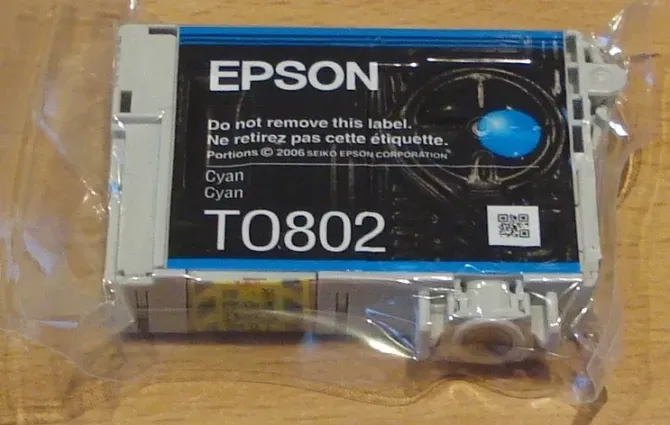 EPSON
Do not remove this label.
Ne retirez pas cette étiquette.
Portions © 2006 SEIKO EPSON CORPORATION
Cyan
Cyan
T0802